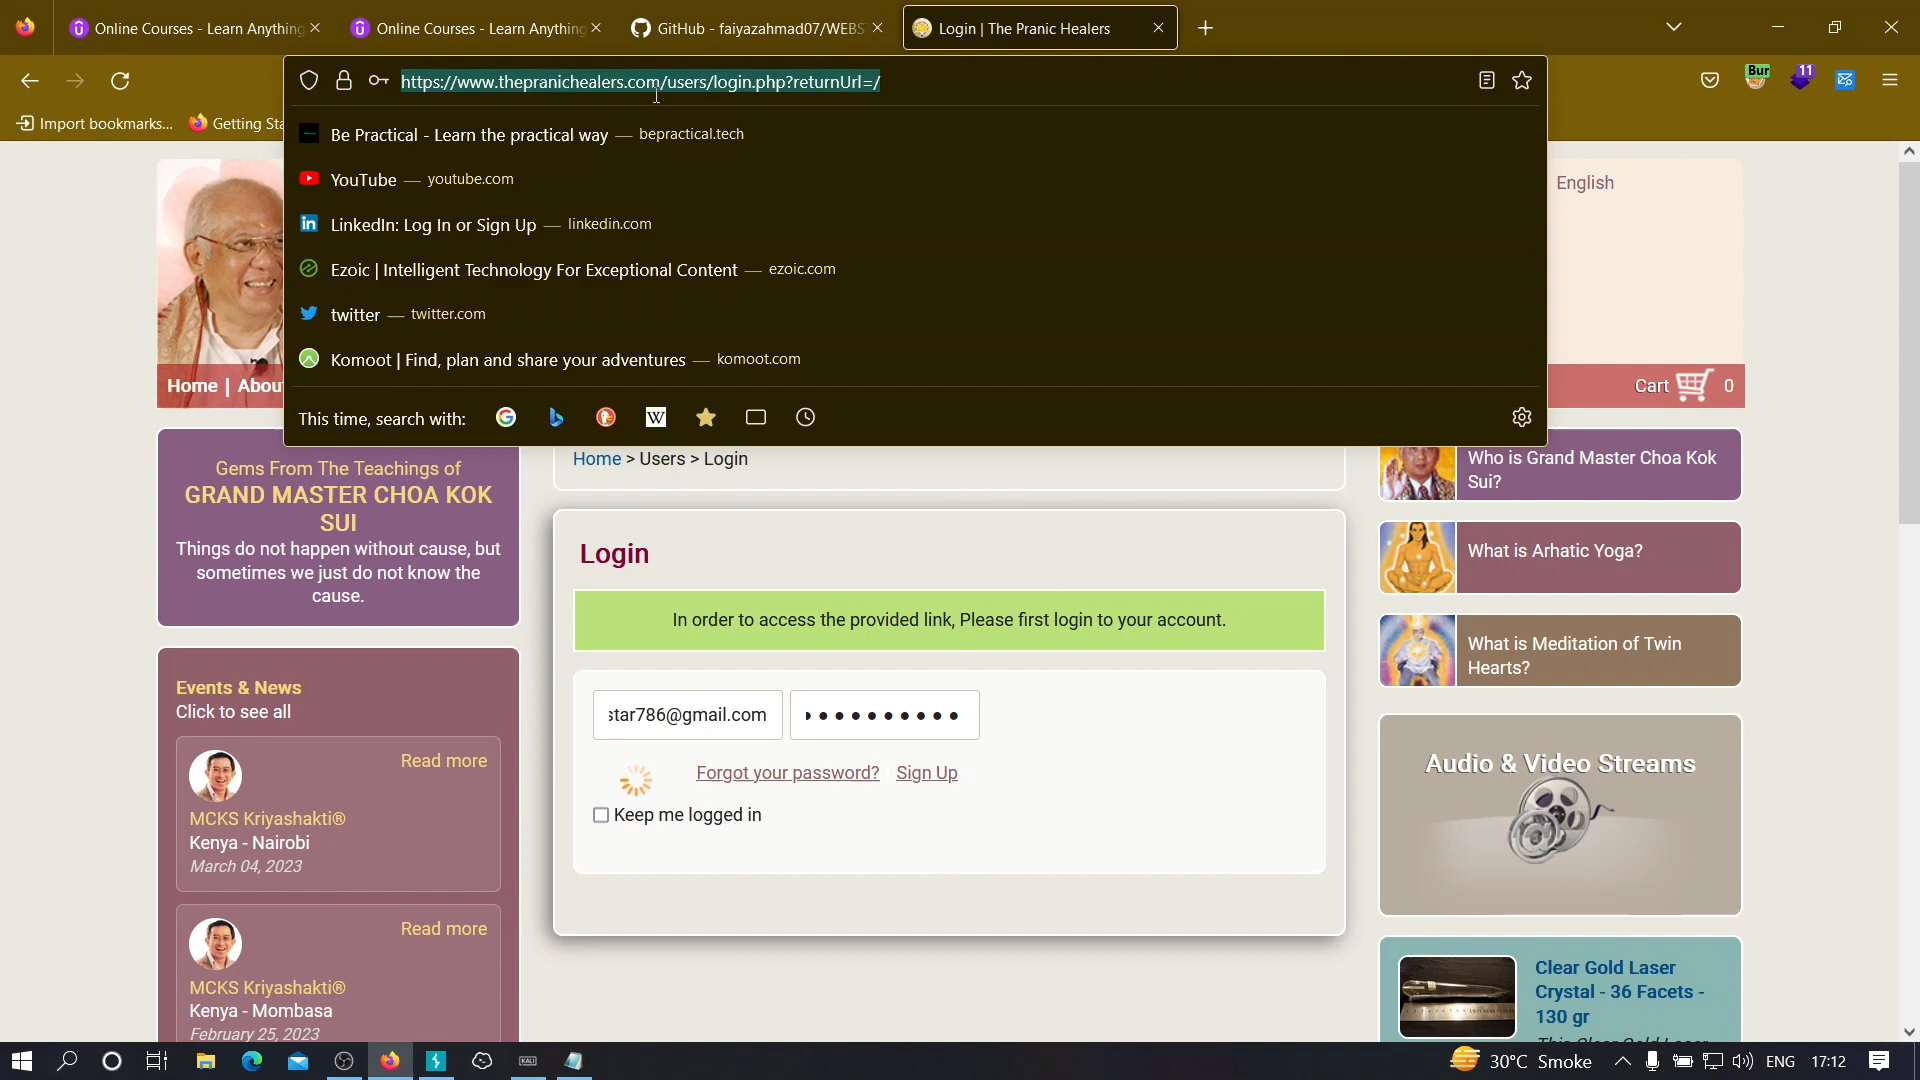 Online Courses - Learn Anything
Online Courses - Learn Anything
GitHub - faiyazahmad07/WEBS
Login | The Pranic Healers
https://www.thepranichealers.com/users/login.php?returnUrl=/
Bur
11
Import bookmarks...
Getting Sta
Be Practical - Learn the practical way — bepractical.tech
YouTube — youtube.com
LinkedIn: Log In or Sign Up — linkedin.com
Ezoic | Intelligent Technology For Exceptional Content — ezoic.com
twitter — twitter.com
Komoot | Find, plan and share your adventures — komoot.com
This time, search with:
English
Home | Abou
Cart 0
Gems From The Teachings of
GRAND MASTER CHOA KOK
SUI
Things do not happen without cause, but
sometimes we just do not know the
cause.
Events & News
Click to see all
Read more
MCKS Kriyashakti®
Kenya - Nairobi
March 04, 2023
Read more
MCKS Kriyashakti®
Kenya - Mombasa
February 25, 2023
Home > Users > Login
Login
In order to access the provided link, Please first login to your account.
star786@gmail.com
Forgot your password?
Sign Up
Keep me logged in
Who is Grand Master Choa Kok
Sui?
What is Arhatic Yoga?
What is Meditation of Twin
Hearts?
Audio & Video Streams
Clear Gold Laser
Crystal - 36 Facets -
130 gr
This Clear Gold Laser
KALI
30°C Smoke
ENG
17:12